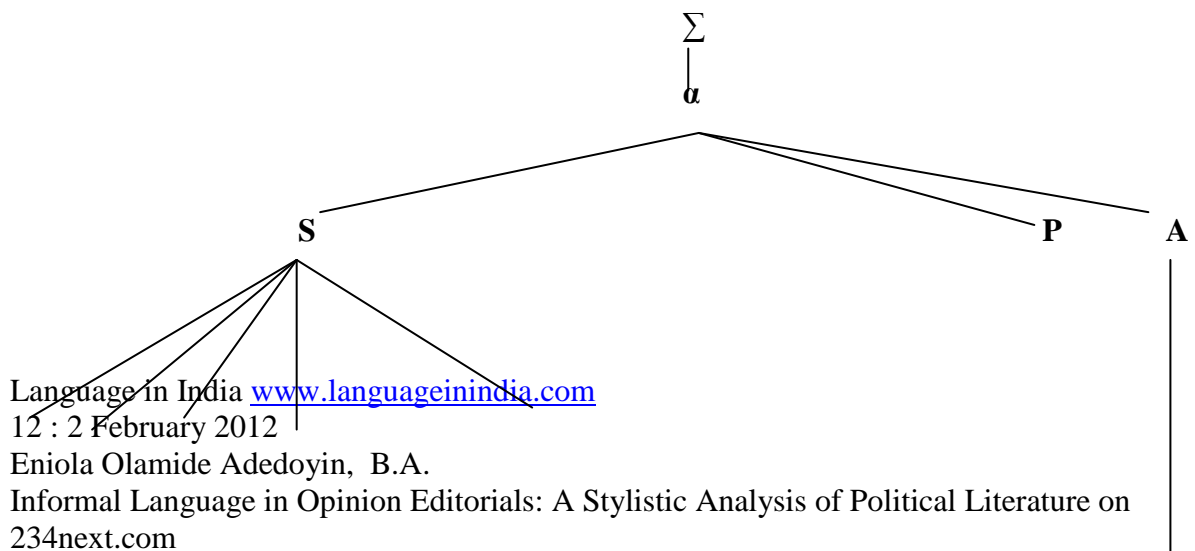 ∑
α
S P A
Language in India www.languageinindia.com
12 : 2 February 2012
Eniola Olamide Adedoyin, B.A.
Informal Language in Opinion Editorials: A Stylistic Analysis of Political Literature on
234next.com